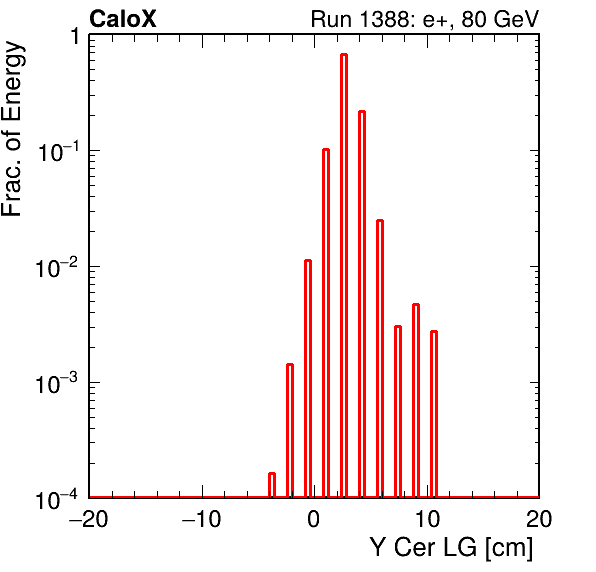 CaloX Run 1388: e+, 80 GeV
Frac. of Energy
1
10⁻¹
10⁻²
10⁻³
10⁻⁴
−20 −10 0 10 20
Y Cer LG [cm]